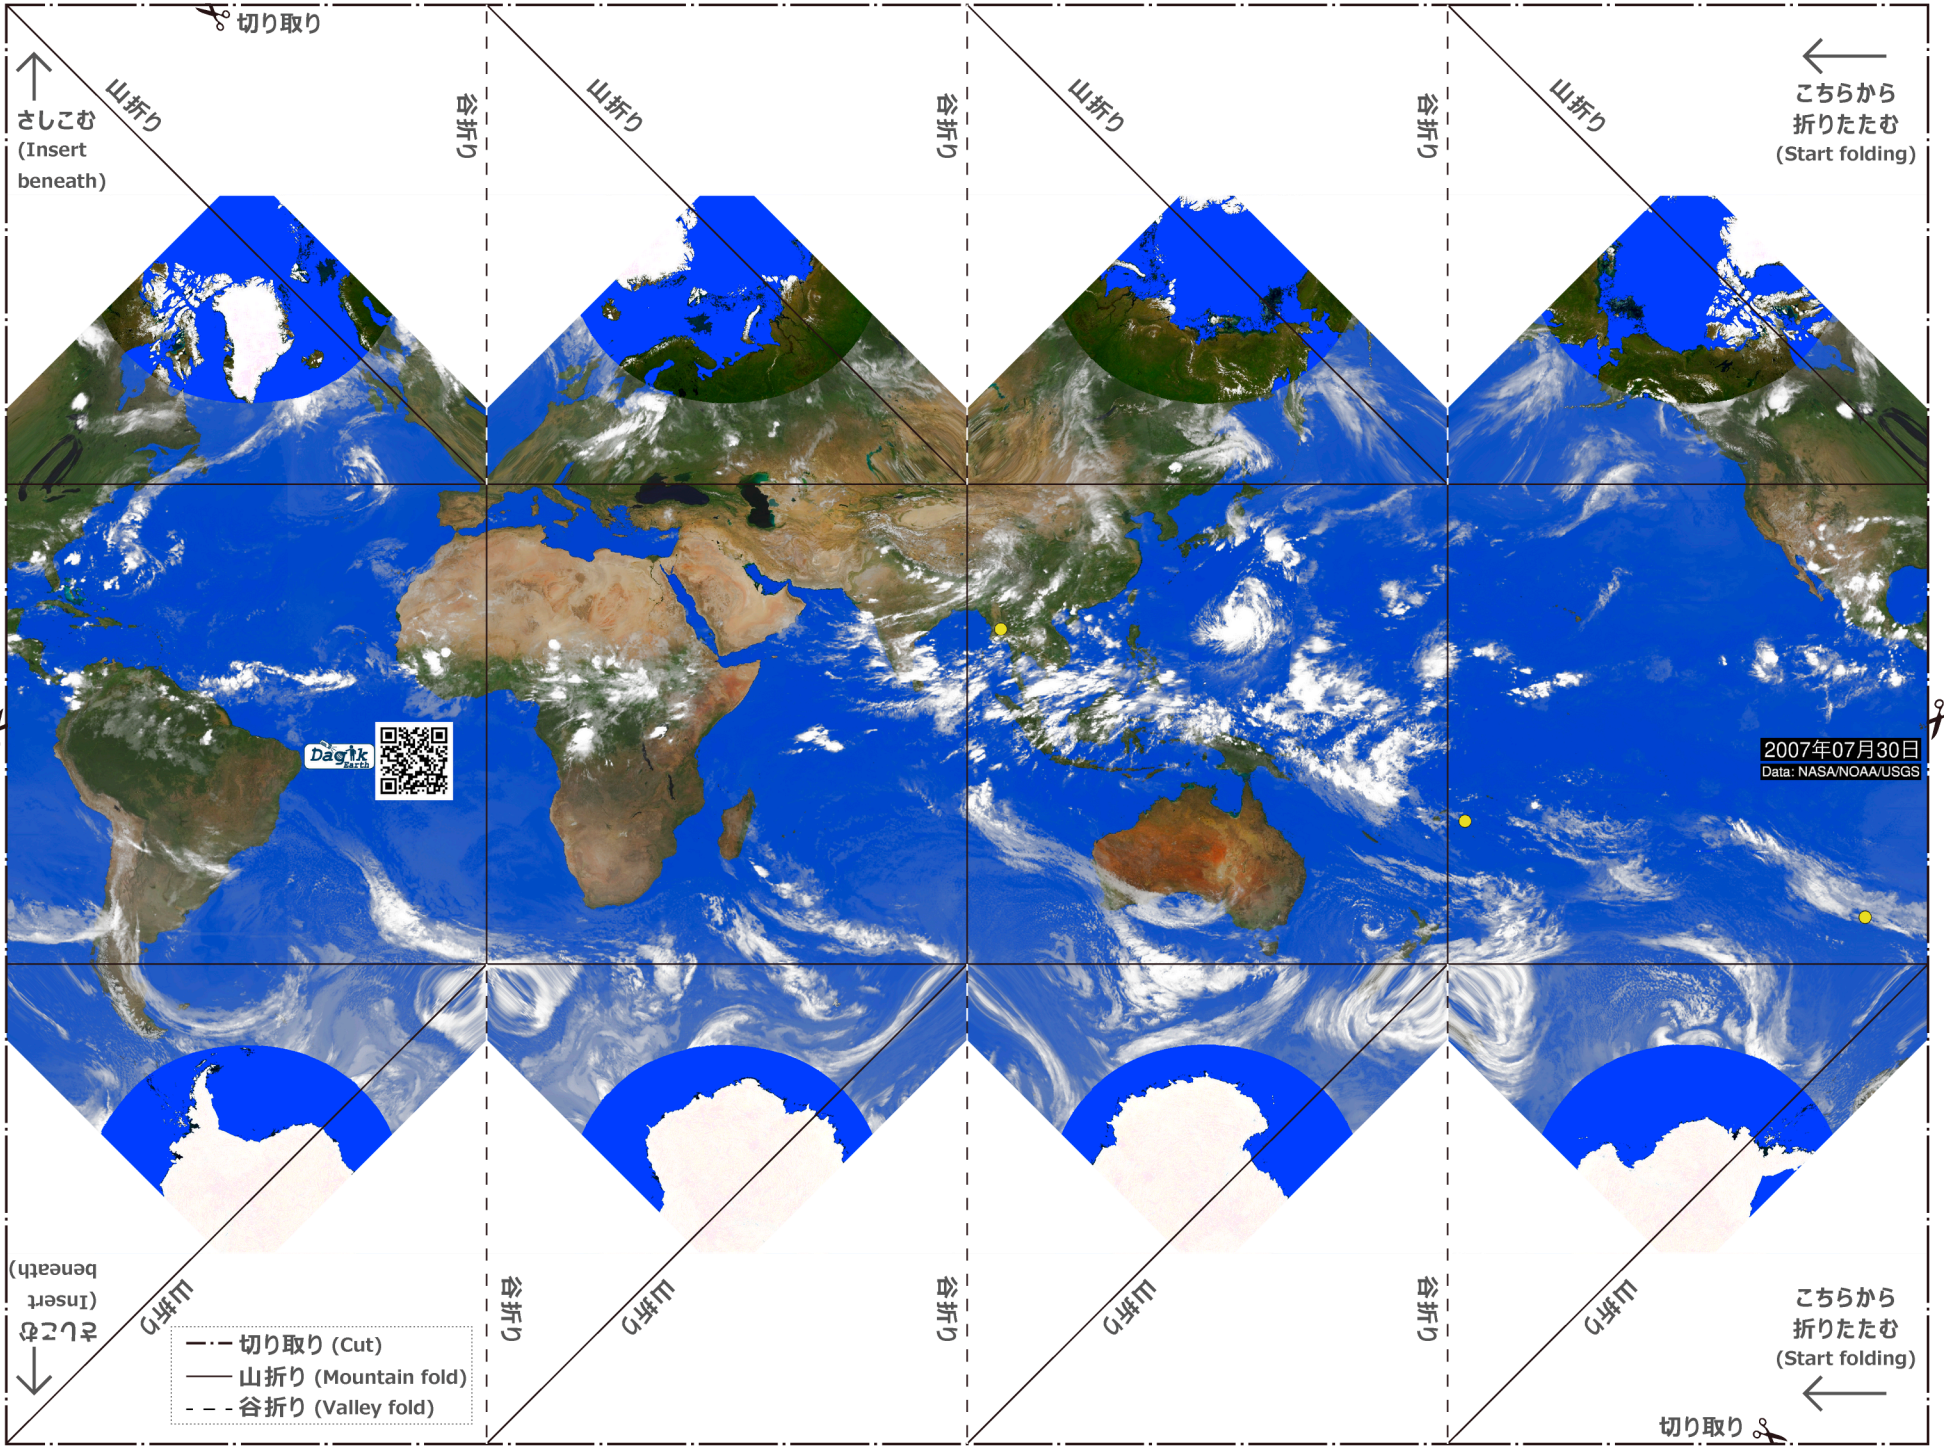 切り取り
山折り
谷折り
山折り
谷折り
山折り
谷折り
山折り
さしこむ
(Insert
beneath)
こちらから
折りたたむ
(Start folding)
Dagik
Earth
2007年07月30日
Data: NASA/NOAA/USGS
さしこむ
(Insert
beneath)
山折り
谷折り
山折り
谷折り
山折り
谷折り
山折り
こちらから
折りたたむ
(Start folding)
切り取り (Cut)
山折り (Mountain fold)
谷折り (Valley fold)
切り取り